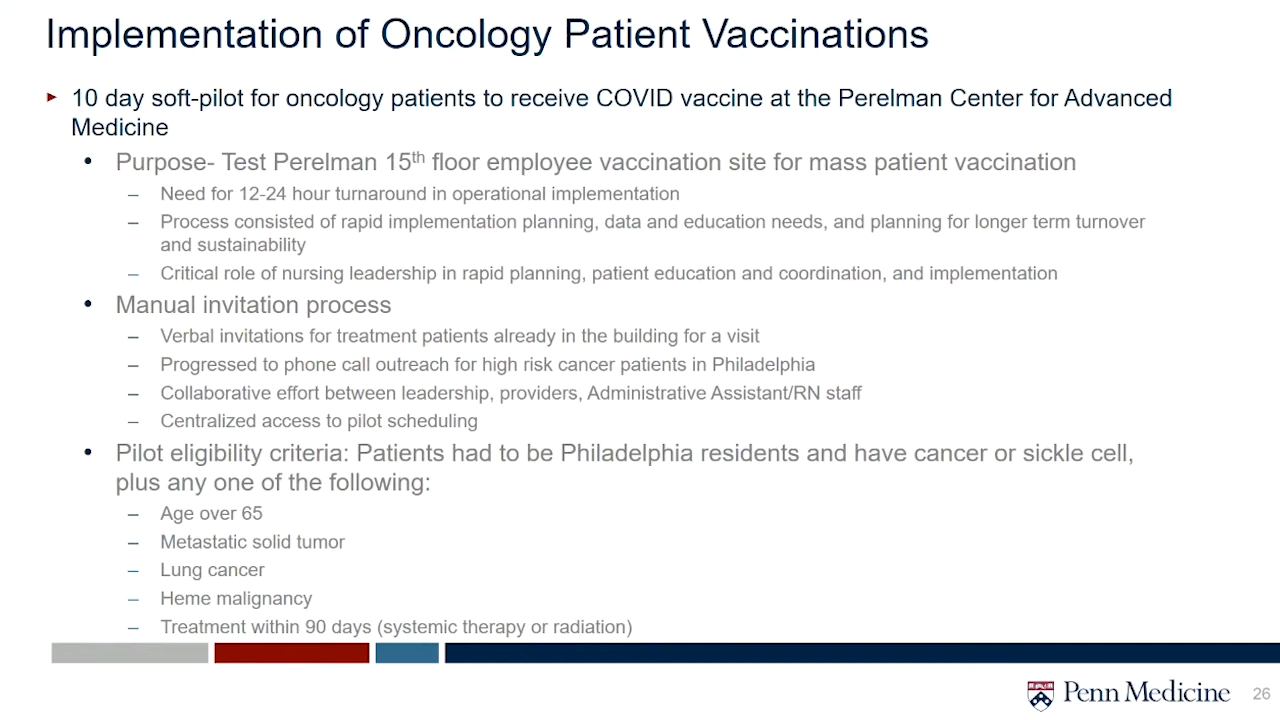 Implementation of Oncology Patient Vaccinations
▸ 10 day soft-pilot for oncology patients to receive COVID vaccine at the Perelman Center for Advanced
Medicine
• Purpose- Test Perelman 15th floor employee vaccination site for mass patient vaccination
– Need for 12-24 hour turnaround in operational implementation
– Process consisted of rapid implementation planning, data and education needs, and planning for longer term turnover
and sustainability
– Critical role of nursing leadership in rapid planning, patient education and coordination, and implementation
• Manual invitation process
– Verbal invitations for treatment patients already in the building for a visit
– Progressed to phone call outreach for high risk cancer patients in Philadelphia
– Collaborative effort between leadership, providers, Administrative Assistant/RN staff
– Centralized access to pilot scheduling
• Pilot eligibility criteria: Patients had to be Philadelphia residents and have cancer or sickle cell,
plus any one of the following:
– Age over 65
– Metastatic solid tumor
– Lung cancer
– Heme malignancy
– Treatment within 90 days (systemic therapy or radiation)
Penn Medicine
26